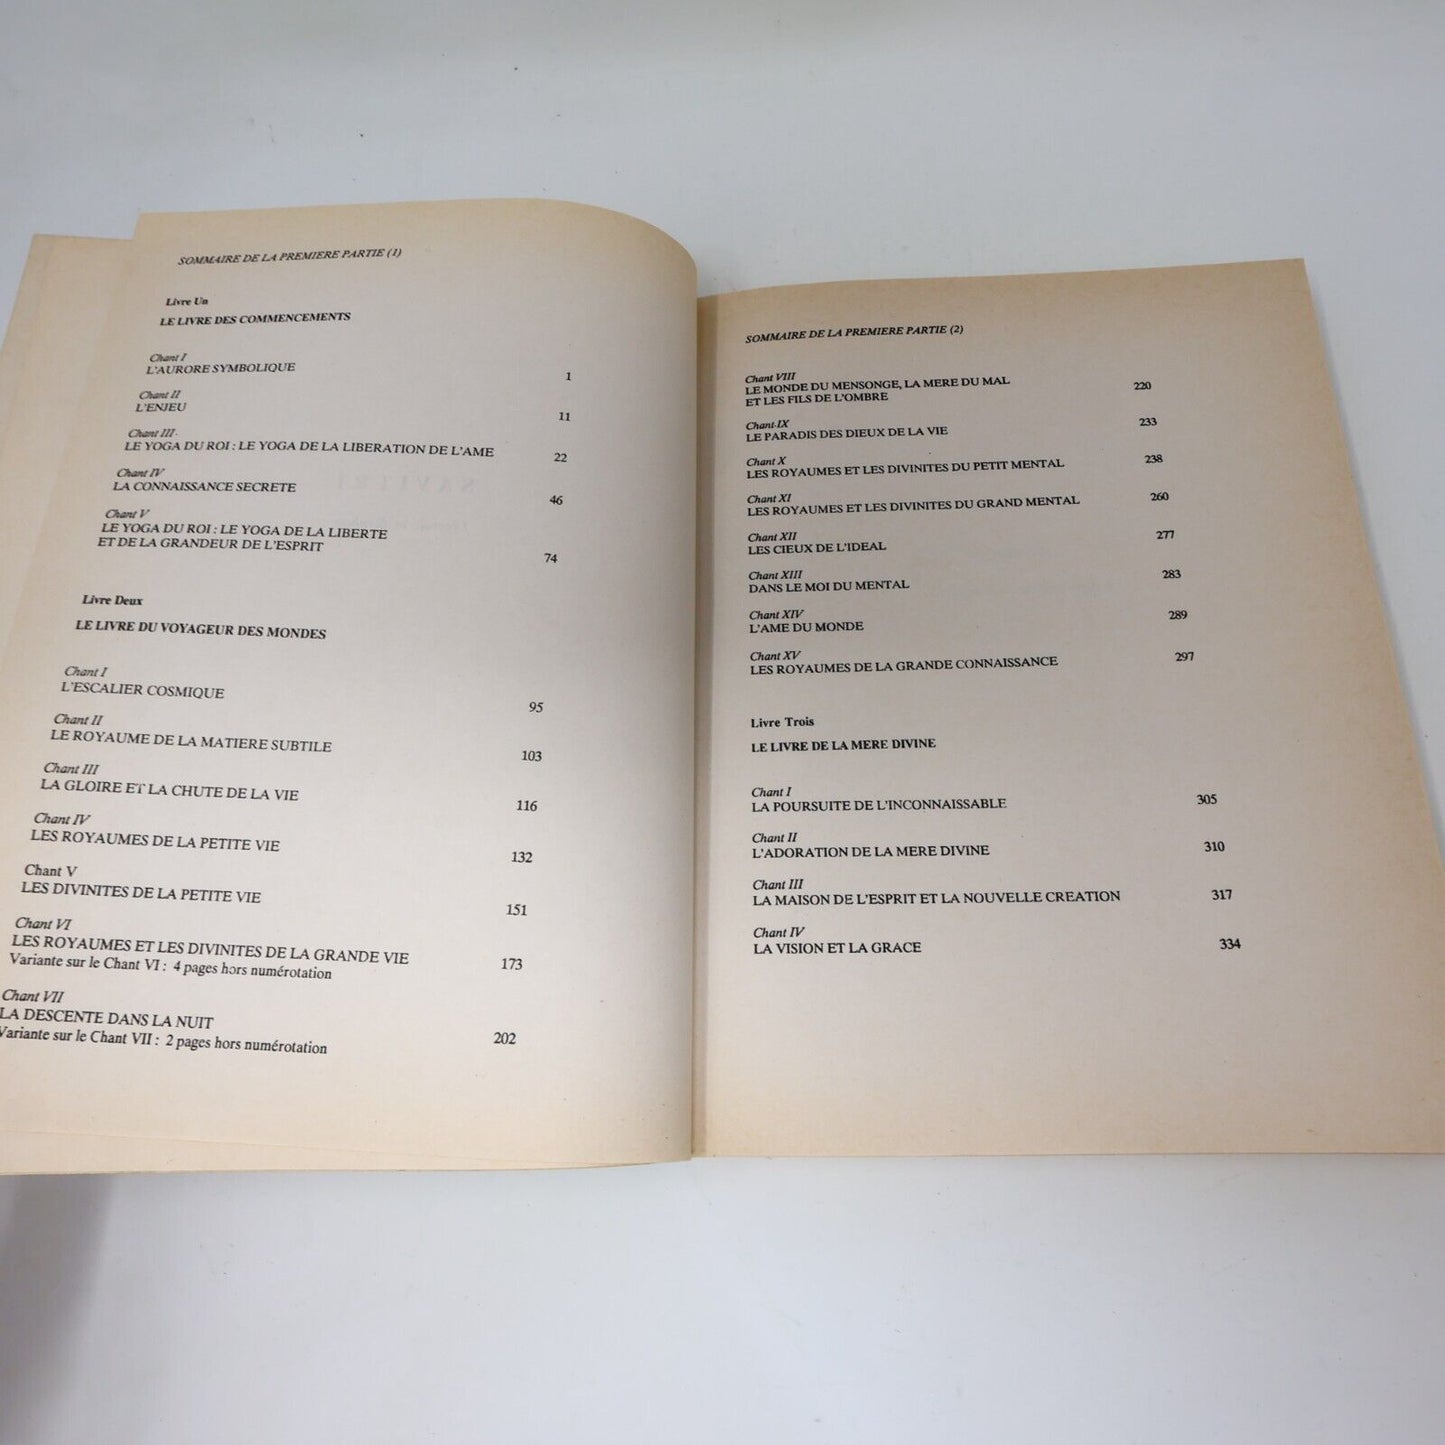 SOMMAIRE DE LA PREMIERE PARTIE (1)
Livre Un
LE LIVRE DES COMMENCEMENTS
Chant I
L'AURORE SYMBOLIQUE 1
Chant II
L'ENJEU 11
Chant III
LE YOGA DU ROI : LE YOGA DE LA LIBERATION DE L'AME 22
Chant IV
LA CONNAISSANCE SECRETE 46
Chant V
LE YOGA DU ROI : LE YOGA DE LA LIBERTE
ET DE LA GRANDEUR DE L'ESPRIT 74
Livre Deux
LE LIVRE DU VOYAGEUR DES MONDES
Chant I
L'ESCALIER COSMIQUE 95
Chant II
LE ROYAUME DE LA MATIERE SUBTILE 103
Chant III
LA GLOIRE ET LA CHUTE DE LA VIE 116
Chant IV
LES ROYAUMES DE LA PETITE VIE 132
Chant V
LES DIVINITES DE LA PETITE VIE 151
Chant VI
LES ROYAUMES ET LES DIVINITES DE LA GRANDE VIE 173
Variante sur le Chant VI : 4 pages hors numérotation
Chant VII
LA DESCENTE DANS LA NUIT 202
Variante sur le Chant VII : 2 pages hors numérotation
SOMMAIRE DE LA PREMIERE PARTIE (2)
Chant VIII
LE MONDE DU MENSONGE, LA MERE DU MAL 220
ET LES FILS DE L'OMBRE
Chant IX
LE PARADIS DES DIEUX DE LA VIE 233
Chant X
LES ROYAUMES ET LES DIVINITES DU PETIT MENTAL 238
Chant XI
LES ROYAUMES ET LES DIVINITES DU GRAND MENTAL 260
Chant XII
LES CIEUX DE L'IDEAL 277
Chant XIII
DANS LE MOI DU MENTAL 283
Chant XIV
L'AME DU MONDE 289
Chant XV
LES ROYAUMES DE LA GRANDE CONNAISSANCE 297
Livre Trois
LE LIVRE DE LA MERE DIVINE
Chant I
LA POURSUITE DE L'INCONNAISSABLE 305
Chant II
L'ADORATION DE LA MERE DIVINE 310
Chant III
LA MAISON DE L'ESPRIT ET LA NOUVELLE CREATION 317
Chant IV
LA VISION ET LA GRACE 334